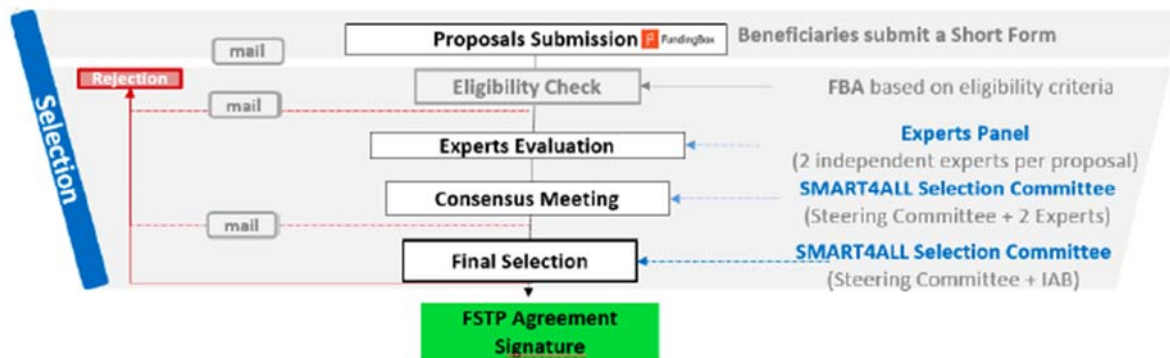 Selection
Proposals Submission FundingBox
Beneficiaries submit a Short Form
mail
Rejection
Eligibility Check
FBA based on eligibility criteria
mail
Experts Evaluation
Experts Panel
(2 independent experts per proposal)
Consensus Meeting
SMART4ALL Selection Committee
(Steering Committee + 2 Experts)
mail
Final Selection
SMART4ALL Selection Committee
(Steering Committee + IAB)
FSTP Agreement
Signature